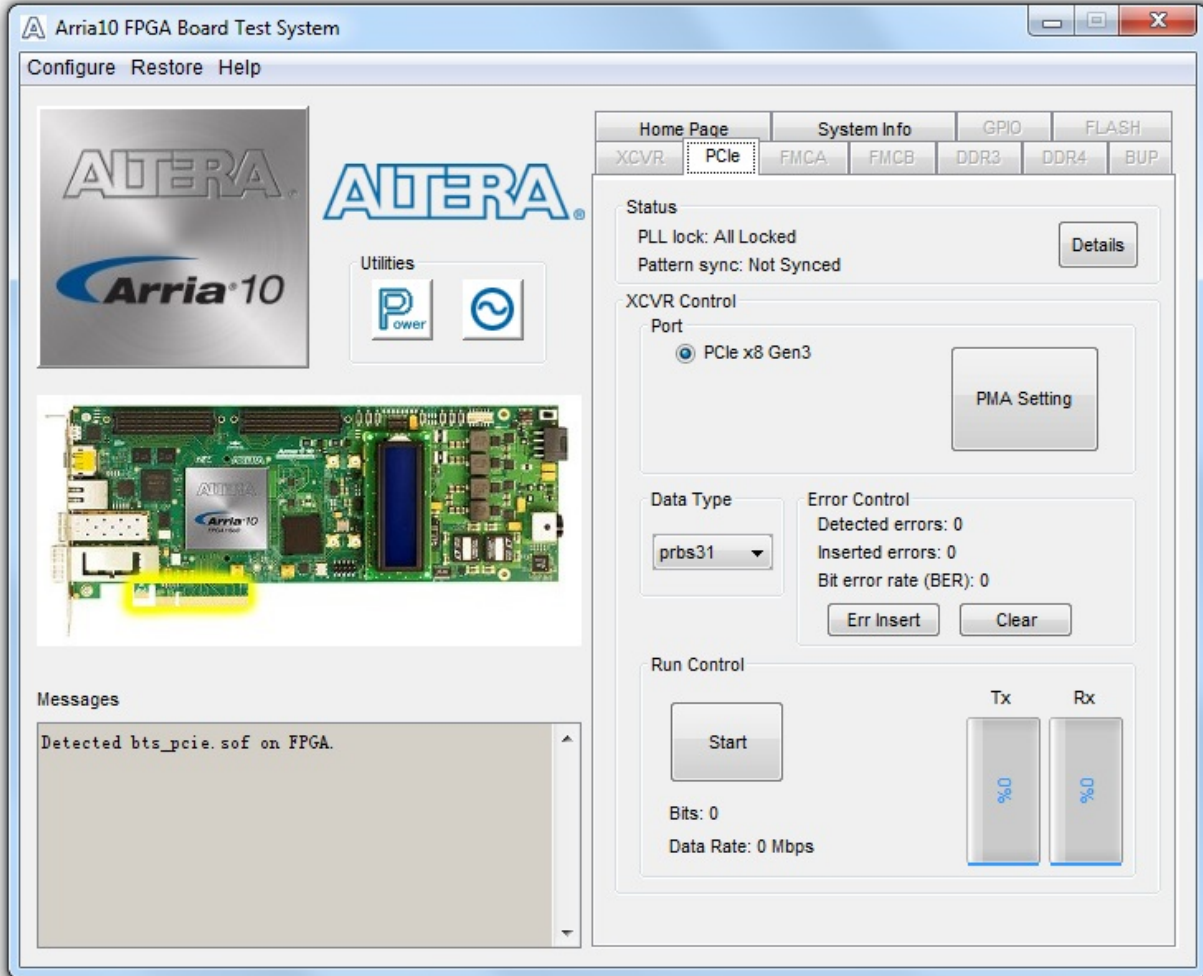 Arria10 FPGA Board Test System
Configure Restore Help
ALTERA®
Arria® 10
ALTERA®
Utilities
Power
ALTERA
Arria 10
Messages
Detected bts_pcie.sof on FPGA.
Home Page System Info GPIO FLASH
XCVR PCIe FMCA FMCB DDR3 DDR4 BUP
Status
PLL lock: All Locked
Pattern sync: Not Synced
Details
XCVR Control
Port
PCIe x8 Gen3
PMA Setting
Data Type
prbs31
Error Control
Detected errors: 0
Inserted errors: 0
Bit error rate (BER): 0
Err Insert Clear
Run Control
Start
Tx Rx
0% 0%
Bits: 0
Data Rate: 0 Mbps